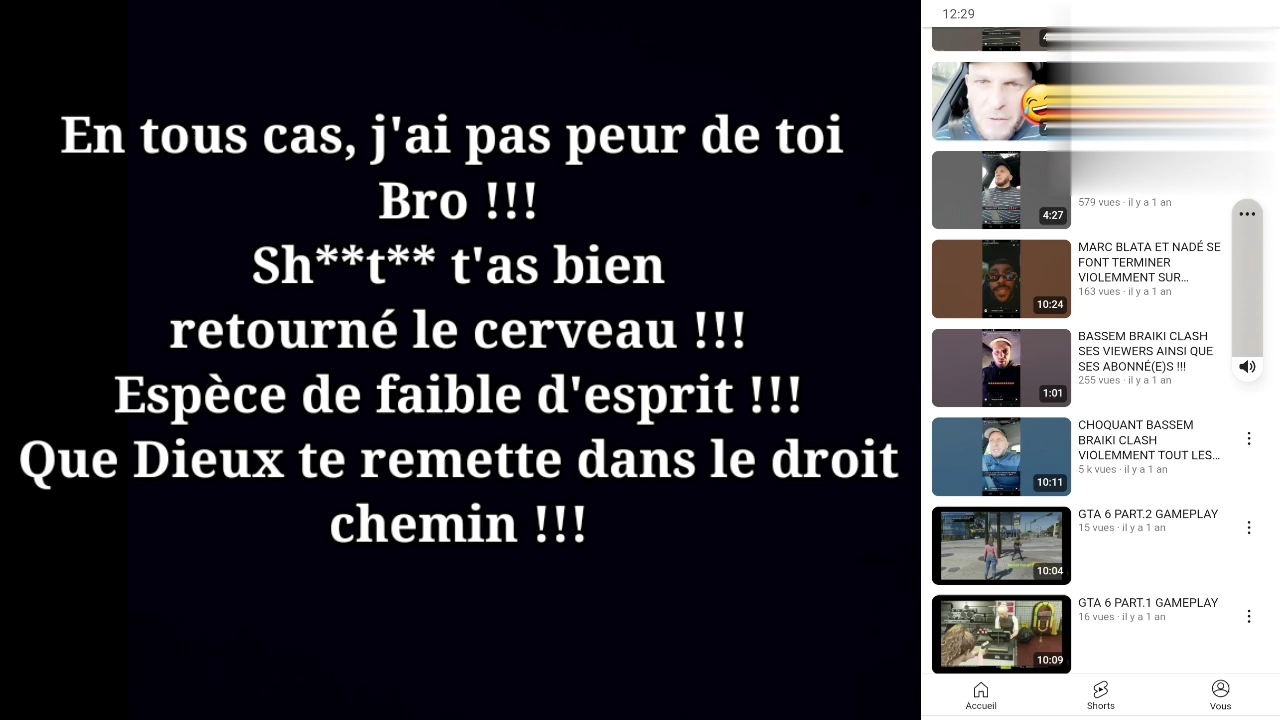 En tous cas, j'ai pas peur de toi
Bro !!!
Sh**t** t'as bien
retourné le cerveau !!!
Espèce de faible d'esprit !!!
Que Dieux te remette dans le droit
chemin !!!
12:29
579 vues · il y a 1 an
4:27
MARC BLATA ET NADÉ SE
FONT TERMINER
VIOLEMMENT SUR...
163 vues · il y a 1 an
10:24
BASSEM BRAIKI CLASH
SES VIEWERS AINSI QUE
SES ABONNÉ(E)S !!!
255 vues · il y a 1 an
1:01
CHOQUANT BASSEM
BRAIKI CLASH
VIOLEMMENT TOUT LES...
5 k vues · il y a 1 an
10:11
GTA 6 PART.2 GAMEPLAY
15 vues · il y a 1 an
10:04
GTA 6 PART.1 GAMEPLAY
16 vues · il y a 1 an
10:09
Accueil
Shorts
Vous